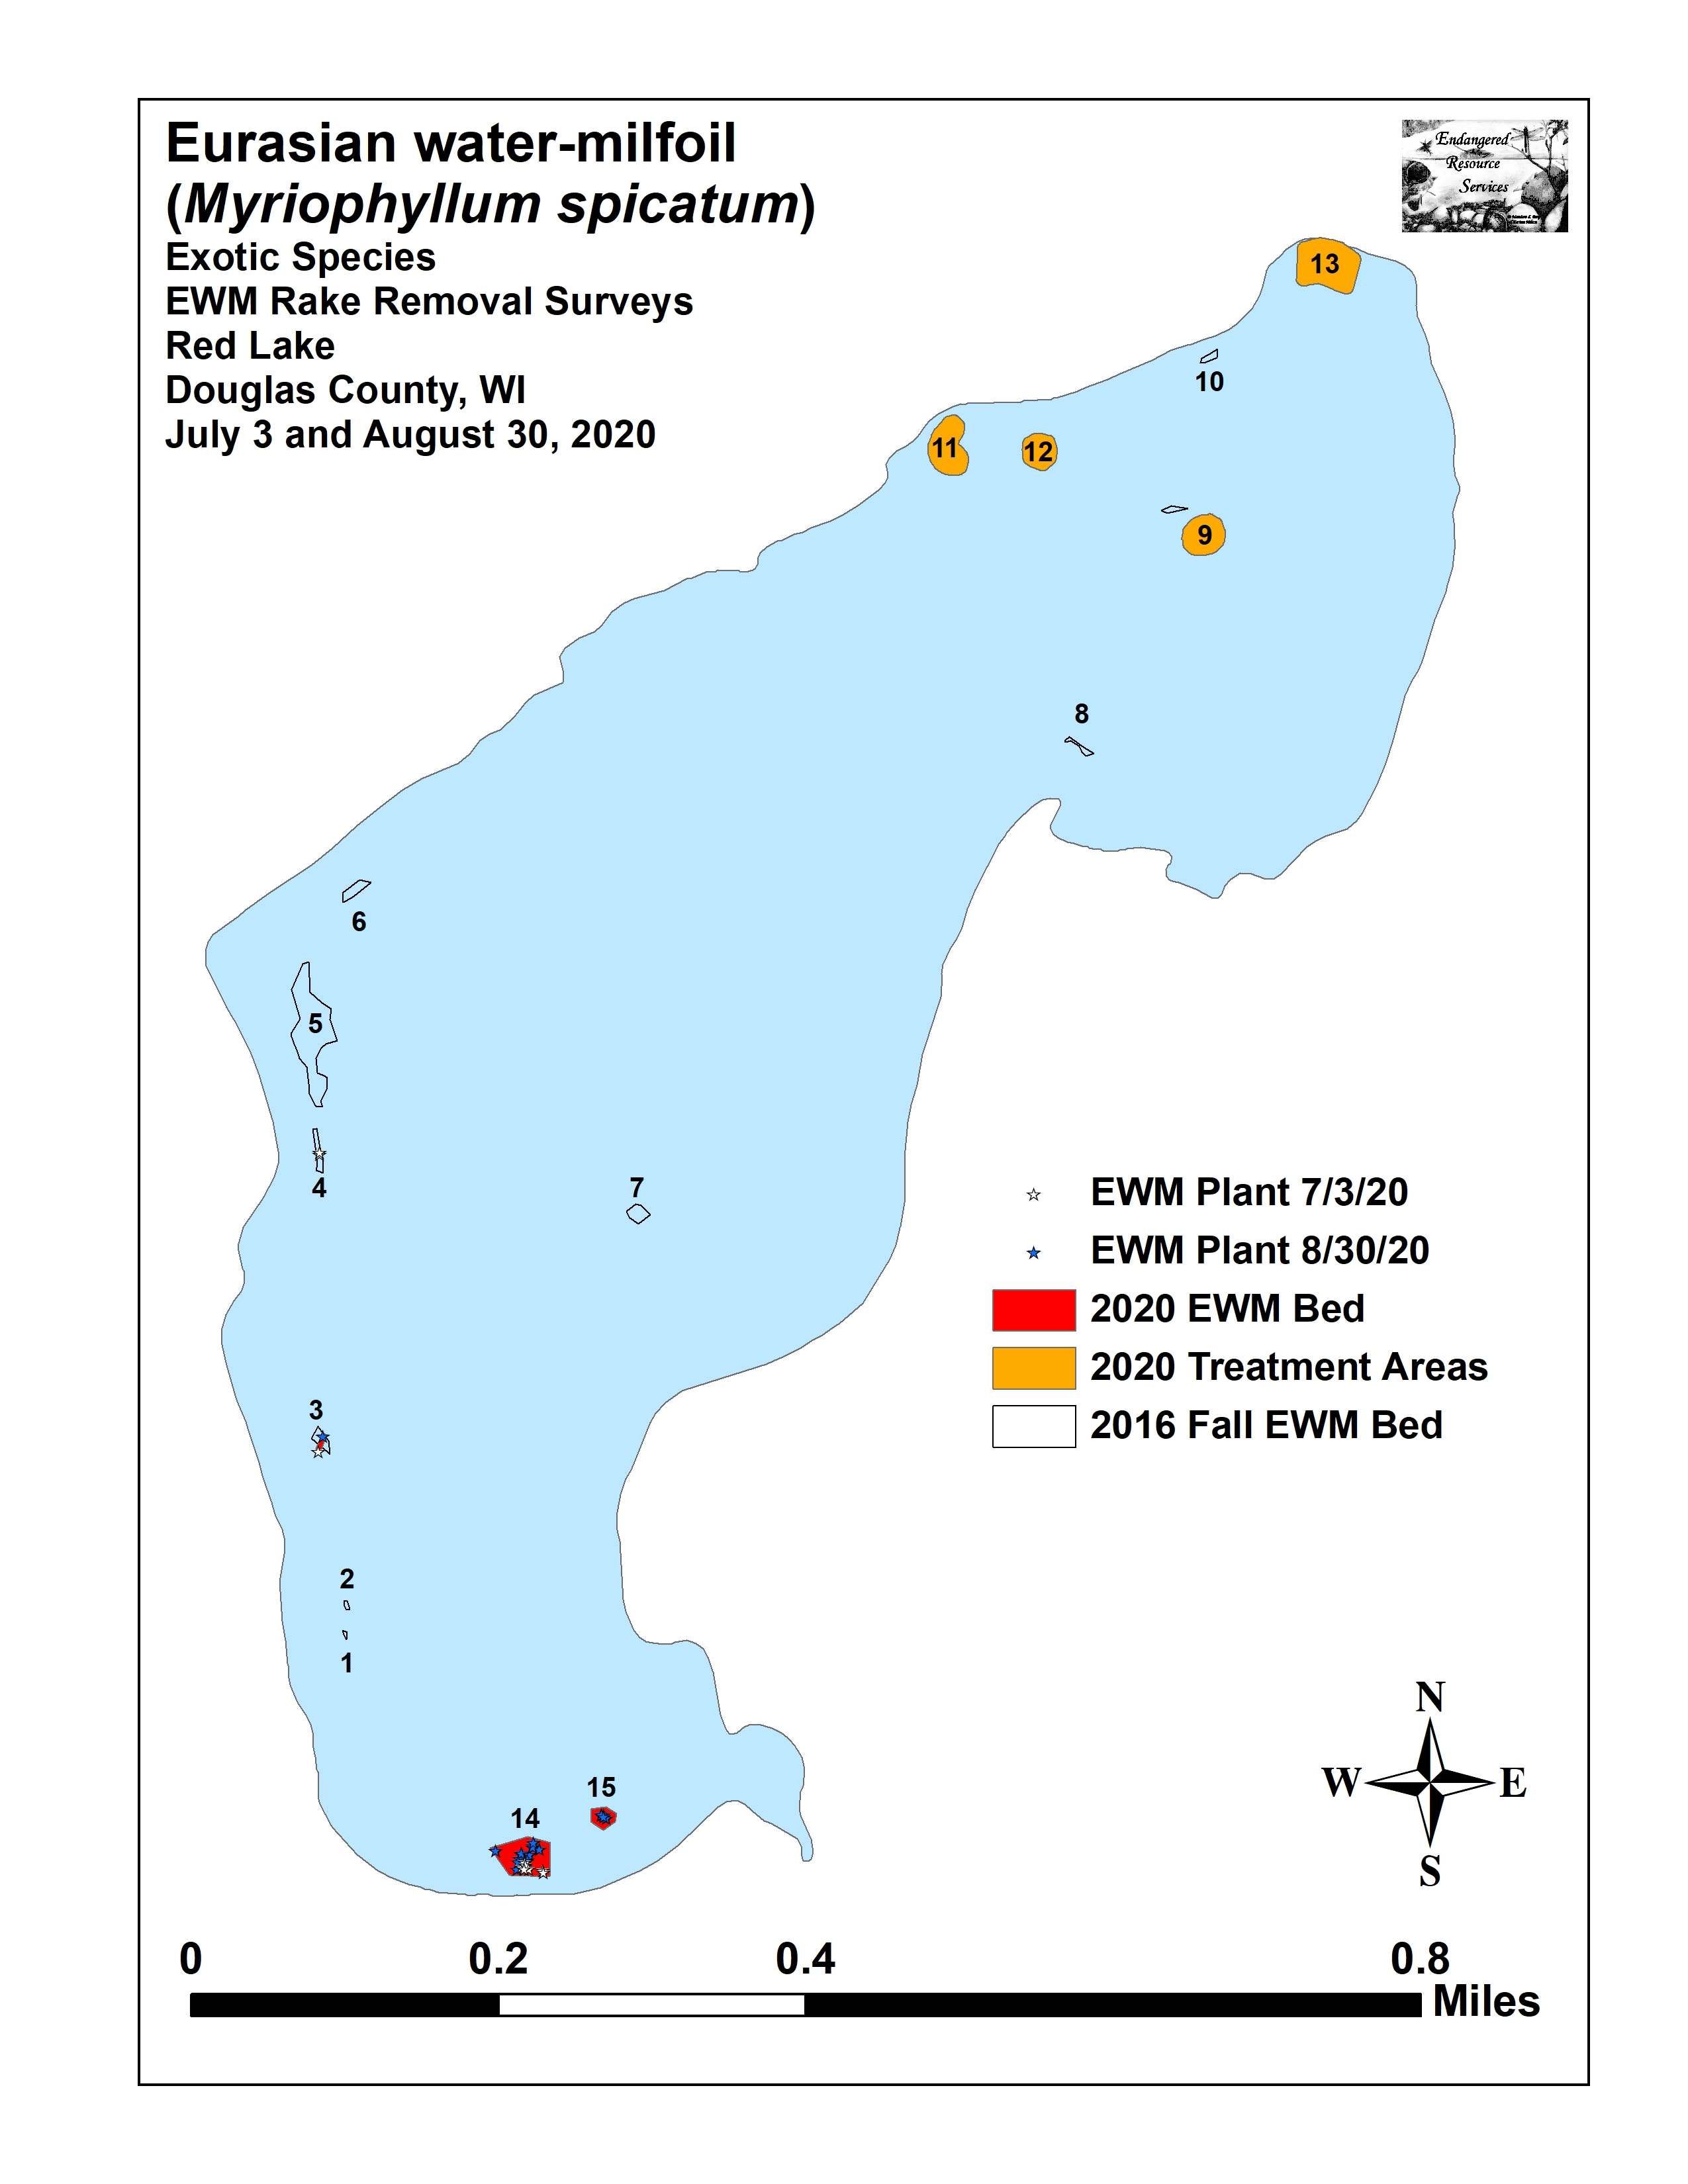 Eurasian water-milfoil
(Myriophyllum spicatum)
Exotic Species
EWM Rake Removal Surveys
Red Lake
Douglas County, WI
July 3 and August 30, 2020
Endangered
Resource
Services
13
10
11
12
9
8
6
5
4
7
EWM Plant 7/3/20
EWM Plant 8/30/20
2020 EWM Bed
2020 Treatment Areas
2016 Fall EWM Bed
3
2
1
N
W E
S
15
14
0 0.2 0.4 0.8
Miles